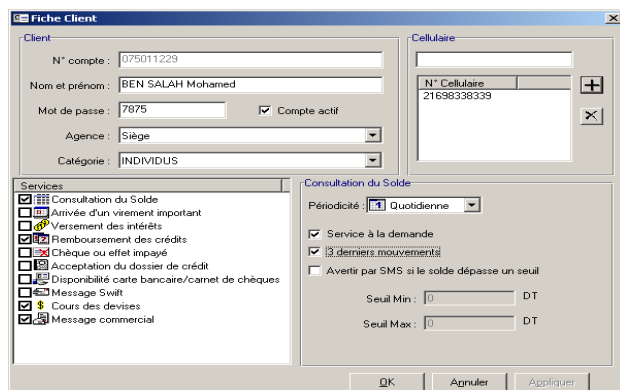 Fiche Client
Client
N° compte : 075011229
Nom et prénom : BEN SALAH Mohamed
Mot de passe : 7875
Compte actif
Agence : Siège
Catégorie : INDIVIDUS
Cellulaire
N° Cellulaire
21698338339
Services
Consultation du Solde
Arrivée d'un virement important
Versement des intérêts
Remboursement des crédits
Chèque ou effet impayé
Acceptation du dossier de crédit
Disponibilité carte bancaire/carnet de chèques
Message Swift
Cours des devises
Message commercial
Consultation du Solde
Périodicité : Quotidienne
Service à la demande
3 derniers mouvements
Avertir par SMS si le solde dépasse un seuil
Seuil Min : 0 DT
Seuil Max : 0 DT
OK Annuler Appliquer